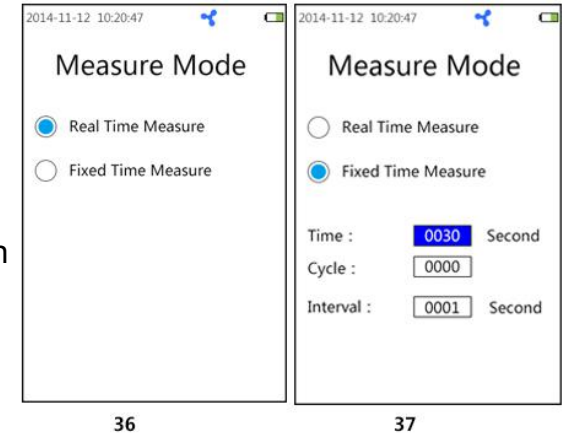 2014-11-12 10:20:47
Measure Mode
Real Time Measure
Fixed Time Measure
36
2014-11-12 10:20:47
Measure Mode
Real Time Measure
Fixed Time Measure
Time : 0030 Second
Cycle : 0000
Interval : 0001 Second
37
n